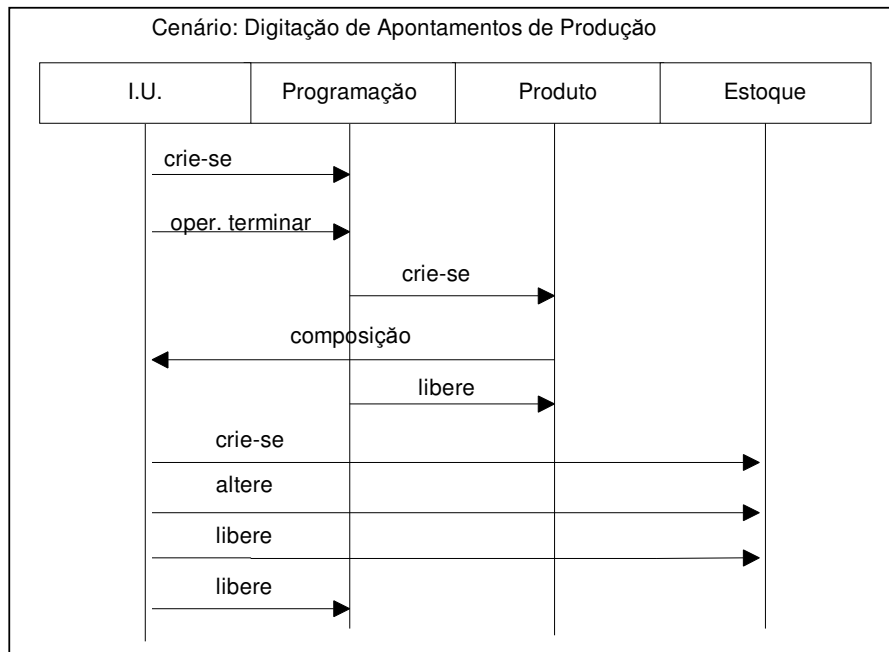 Cenário: Digitação de Apontamentos de Produção
I.U. Programação Produto Estoque
crie-se
oper. terminar
crie-se
composição
libere
crie-se
altere
libere
libere